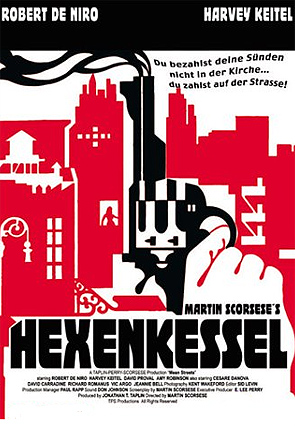 ROBERT DE NIRO HARVEY KEITEL
Du bezahlst deine Sünden
nicht in der Kirche...
du zahlst auf der Strasse!
MARTIN SCORSESE'S
HEXENKESSEL
A TAPLIN-PERRY-SCORSESE Production "Mean Streets"
starring ROBERT DE NIRO HARVEY KEITEL DAVID PROVAL AMY ROBINSON also starring CESARE DANOVA
DAVID CARRADINE RICHARD ROMANUS VIC ARGO JEANNIE BELL Photography KENT WAKEFORD Editor SID LEVIN
Production Manager PAUL RAPP Sound DON JOHNSON Screenplay by MARTIN SCORSESE Executive Producer E. LEE PERRY
Produced by JONATHAN T. TAPLIN Directed by MARTIN SCORSESE
TPS Productions All Rights Reserved